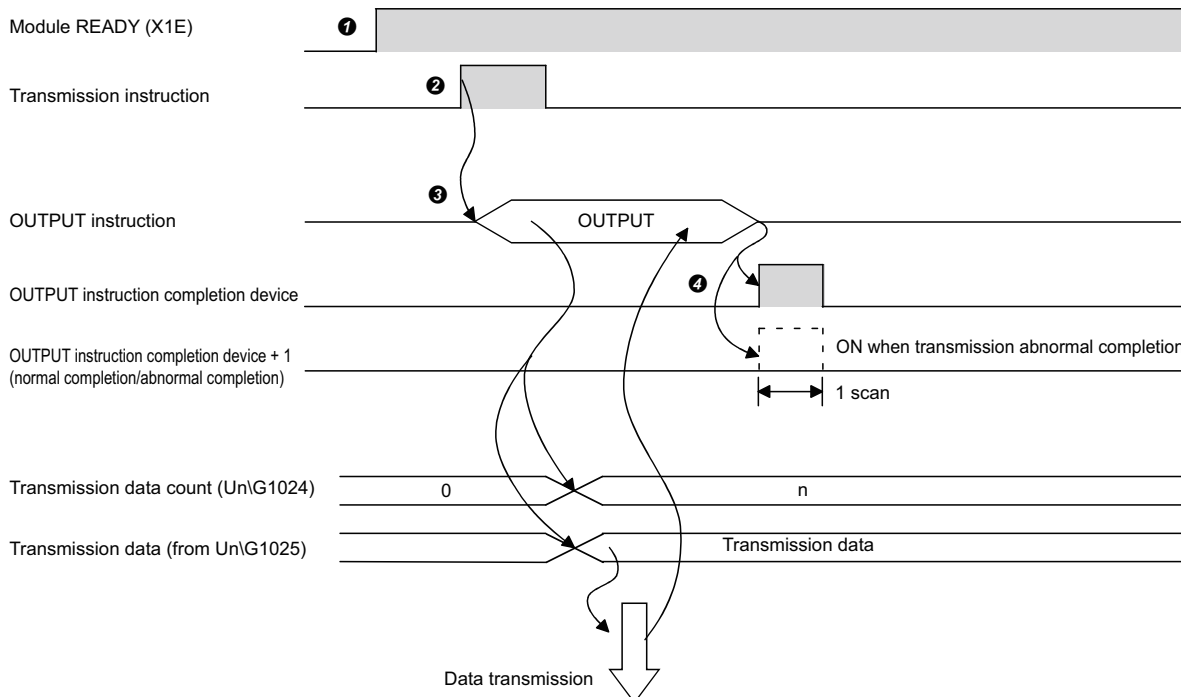 Module READY (X1E)
❶
Transmission instruction
❷
❸
OUTPUT instruction
OUTPUT
OUTPUT instruction completion device
❹
OUTPUT instruction completion device + 1
(normal completion/abnormal completion)
ON when transmission abnormal completion
1 scan
Transmission data count (Un\G1024)
0
n
Transmission data (from Un\G1025)
Transmission data
Data transmission